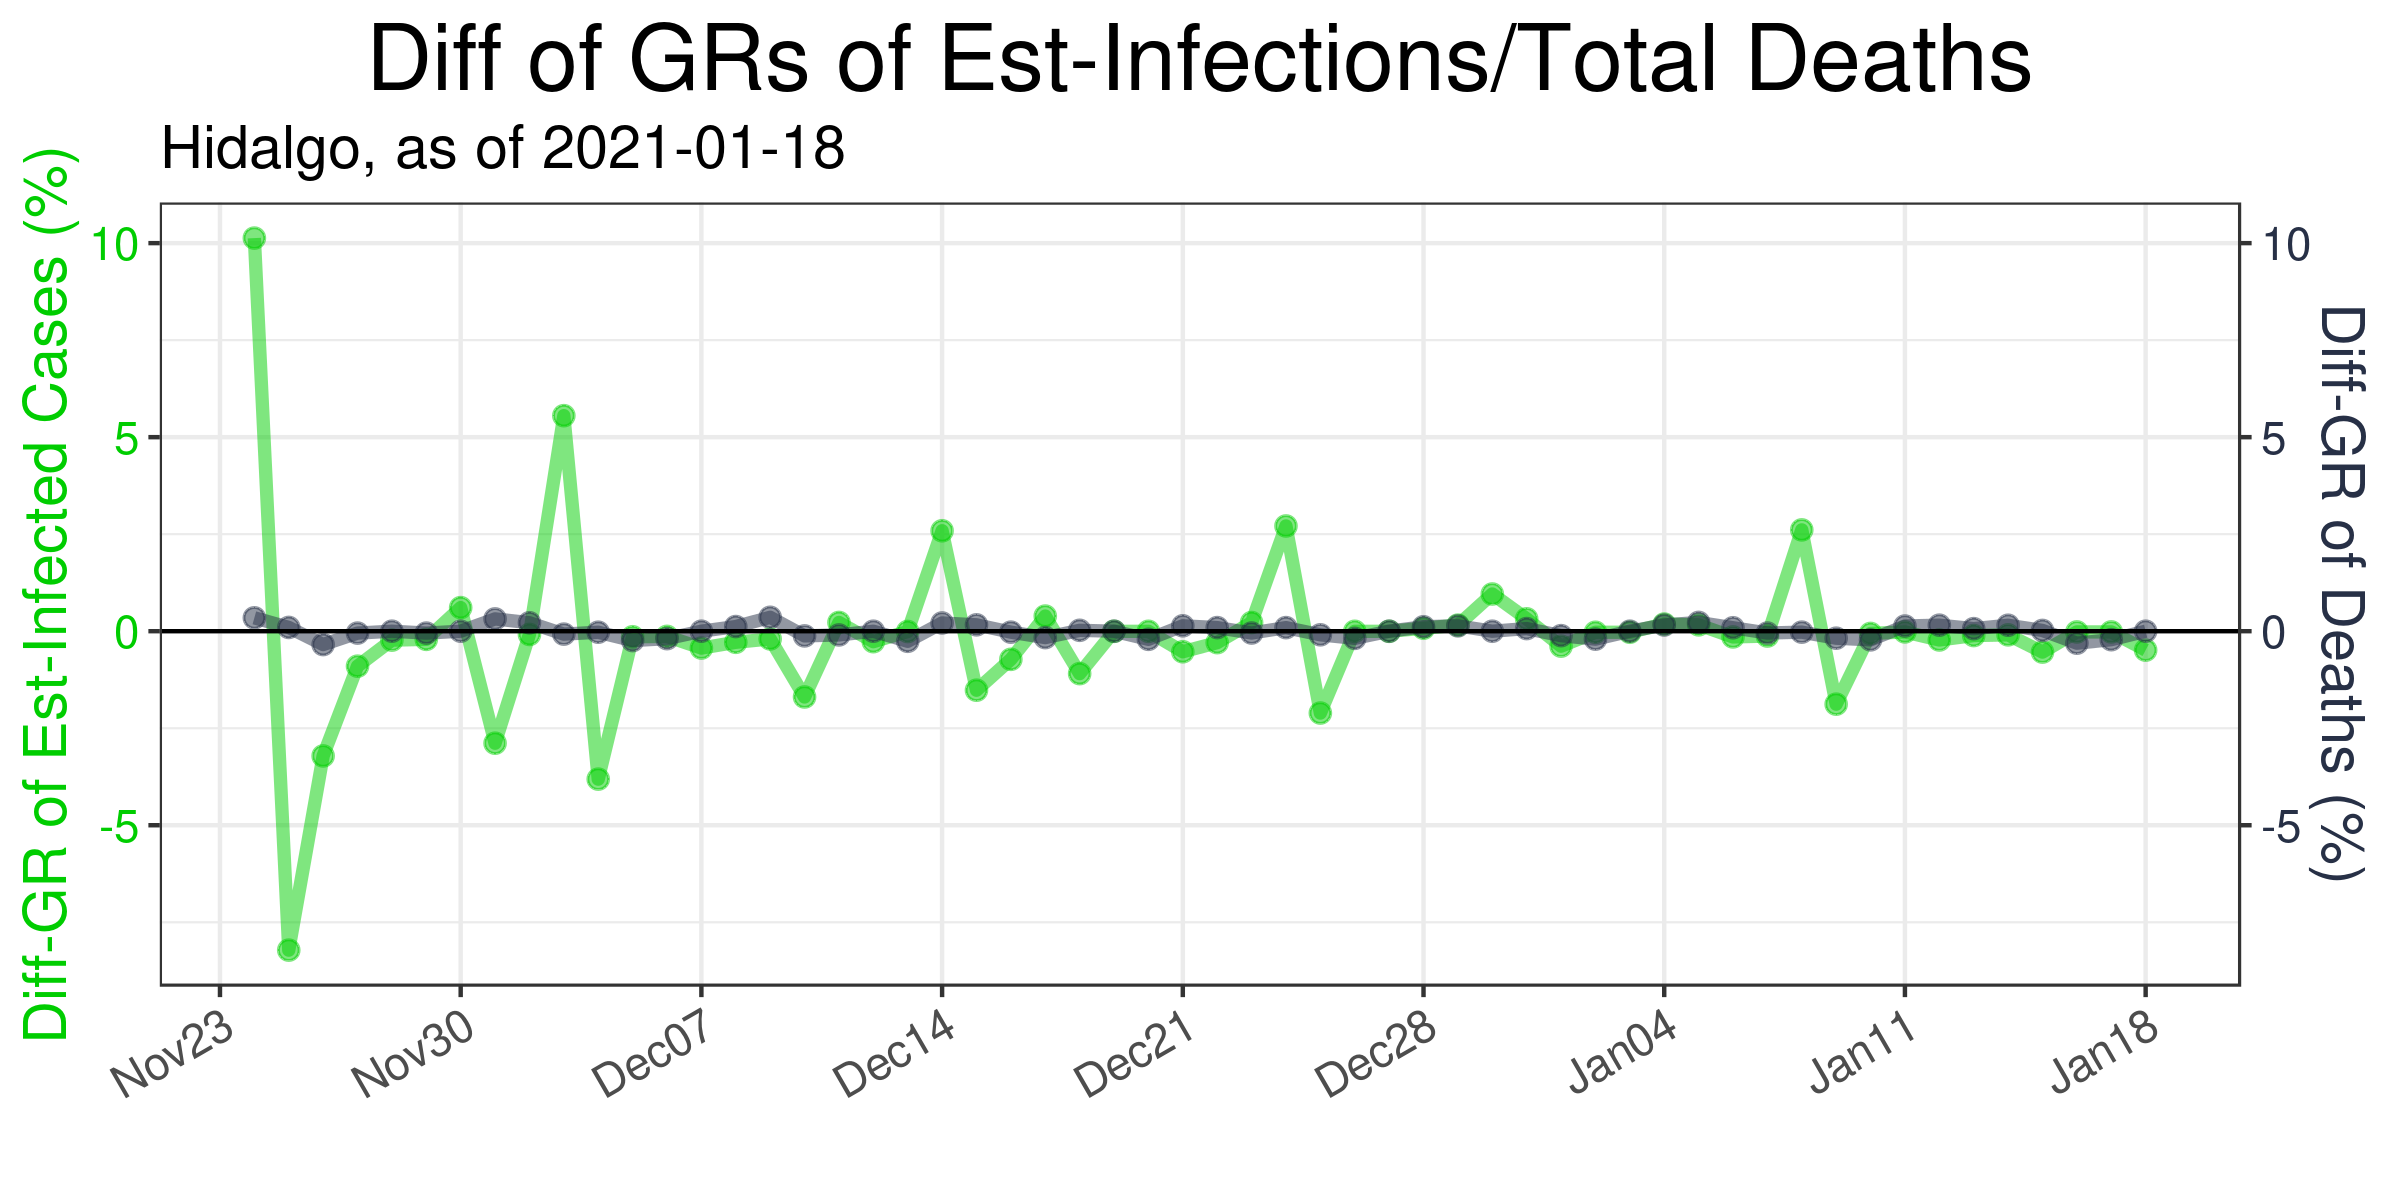 Diff of GRs of Est-Infections/Total Deaths
Hidalgo, as of 2021-01-18
Diff-GR of Est-Infected Cases (%)
10
5
0
-5
10
5
0
-5
Diff-GR of Deaths (%)
Nov23
Nov30
Dec07
Dec14
Dec21
Dec28
Jan04
Jan11
Jan18